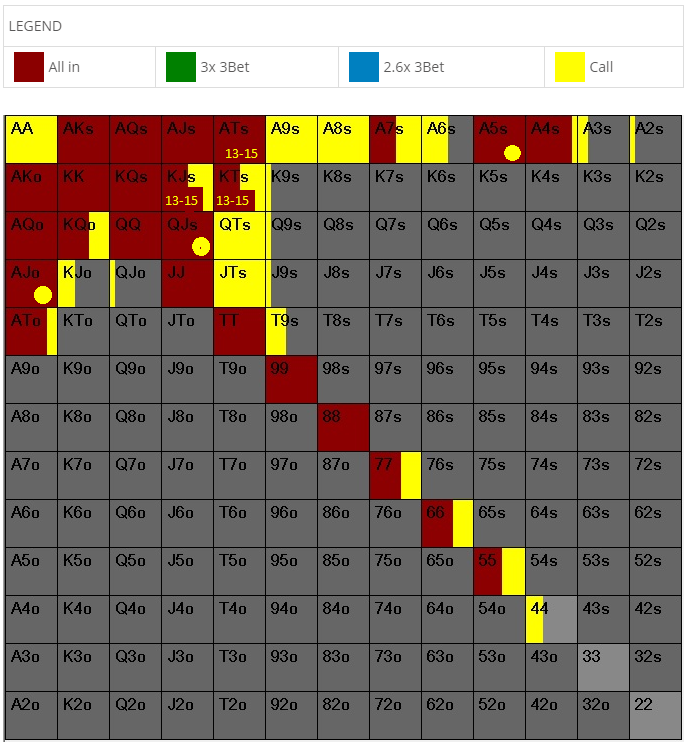 LEGEND
All in 3x 3Bet 2.6x 3Bet Call
AA AKs AQs AJs ATs A9s A8s A7s A6s A5s A4s A3s A2s
13-15
AKo KK KQs KJs KTs K9s K8s K7s K6s K5s K4s K3s K2s
13-15 13-15
AQo KQo QQ QJs QTs Q9s Q8s Q7s Q6s Q5s Q4s Q3s Q2s
AJo KJo QJo JJ JTs J9s J8s J7s J6s J5s J4s J3s J2s
ATo KTo QTo JTo TT T9s T8s T7s T6s T5s T4s T3s T2s
A9o K9o Q9o J9o T9o 99 98s 97s 96s 95s 94s 93s 92s
A8o K8o Q8o J8o T8o 98o 88 87s 86s 85s 84s 83s 82s
A7o K7o Q7o J7o T7o 97o 87o 77 76s 75s 74s 73s 72s
A6o K6o Q6o J6o T6o 96o 86o 76o 66 65s 64s 63s 62s
A5o K5o Q5o J5o T5o 95o 85o 75o 65o 55 54s 53s 52s
A4o K4o Q4o J4o T4o 94o 84o 74o 64o 54o 44 43s 42s
A3o K3o Q3o J3o T3o 93o 83o 73o 63o 53o 43o 33 32s
A2o K2o Q2o J2o T2o 92o 82o 72o 62o 52o 42o 32o 22